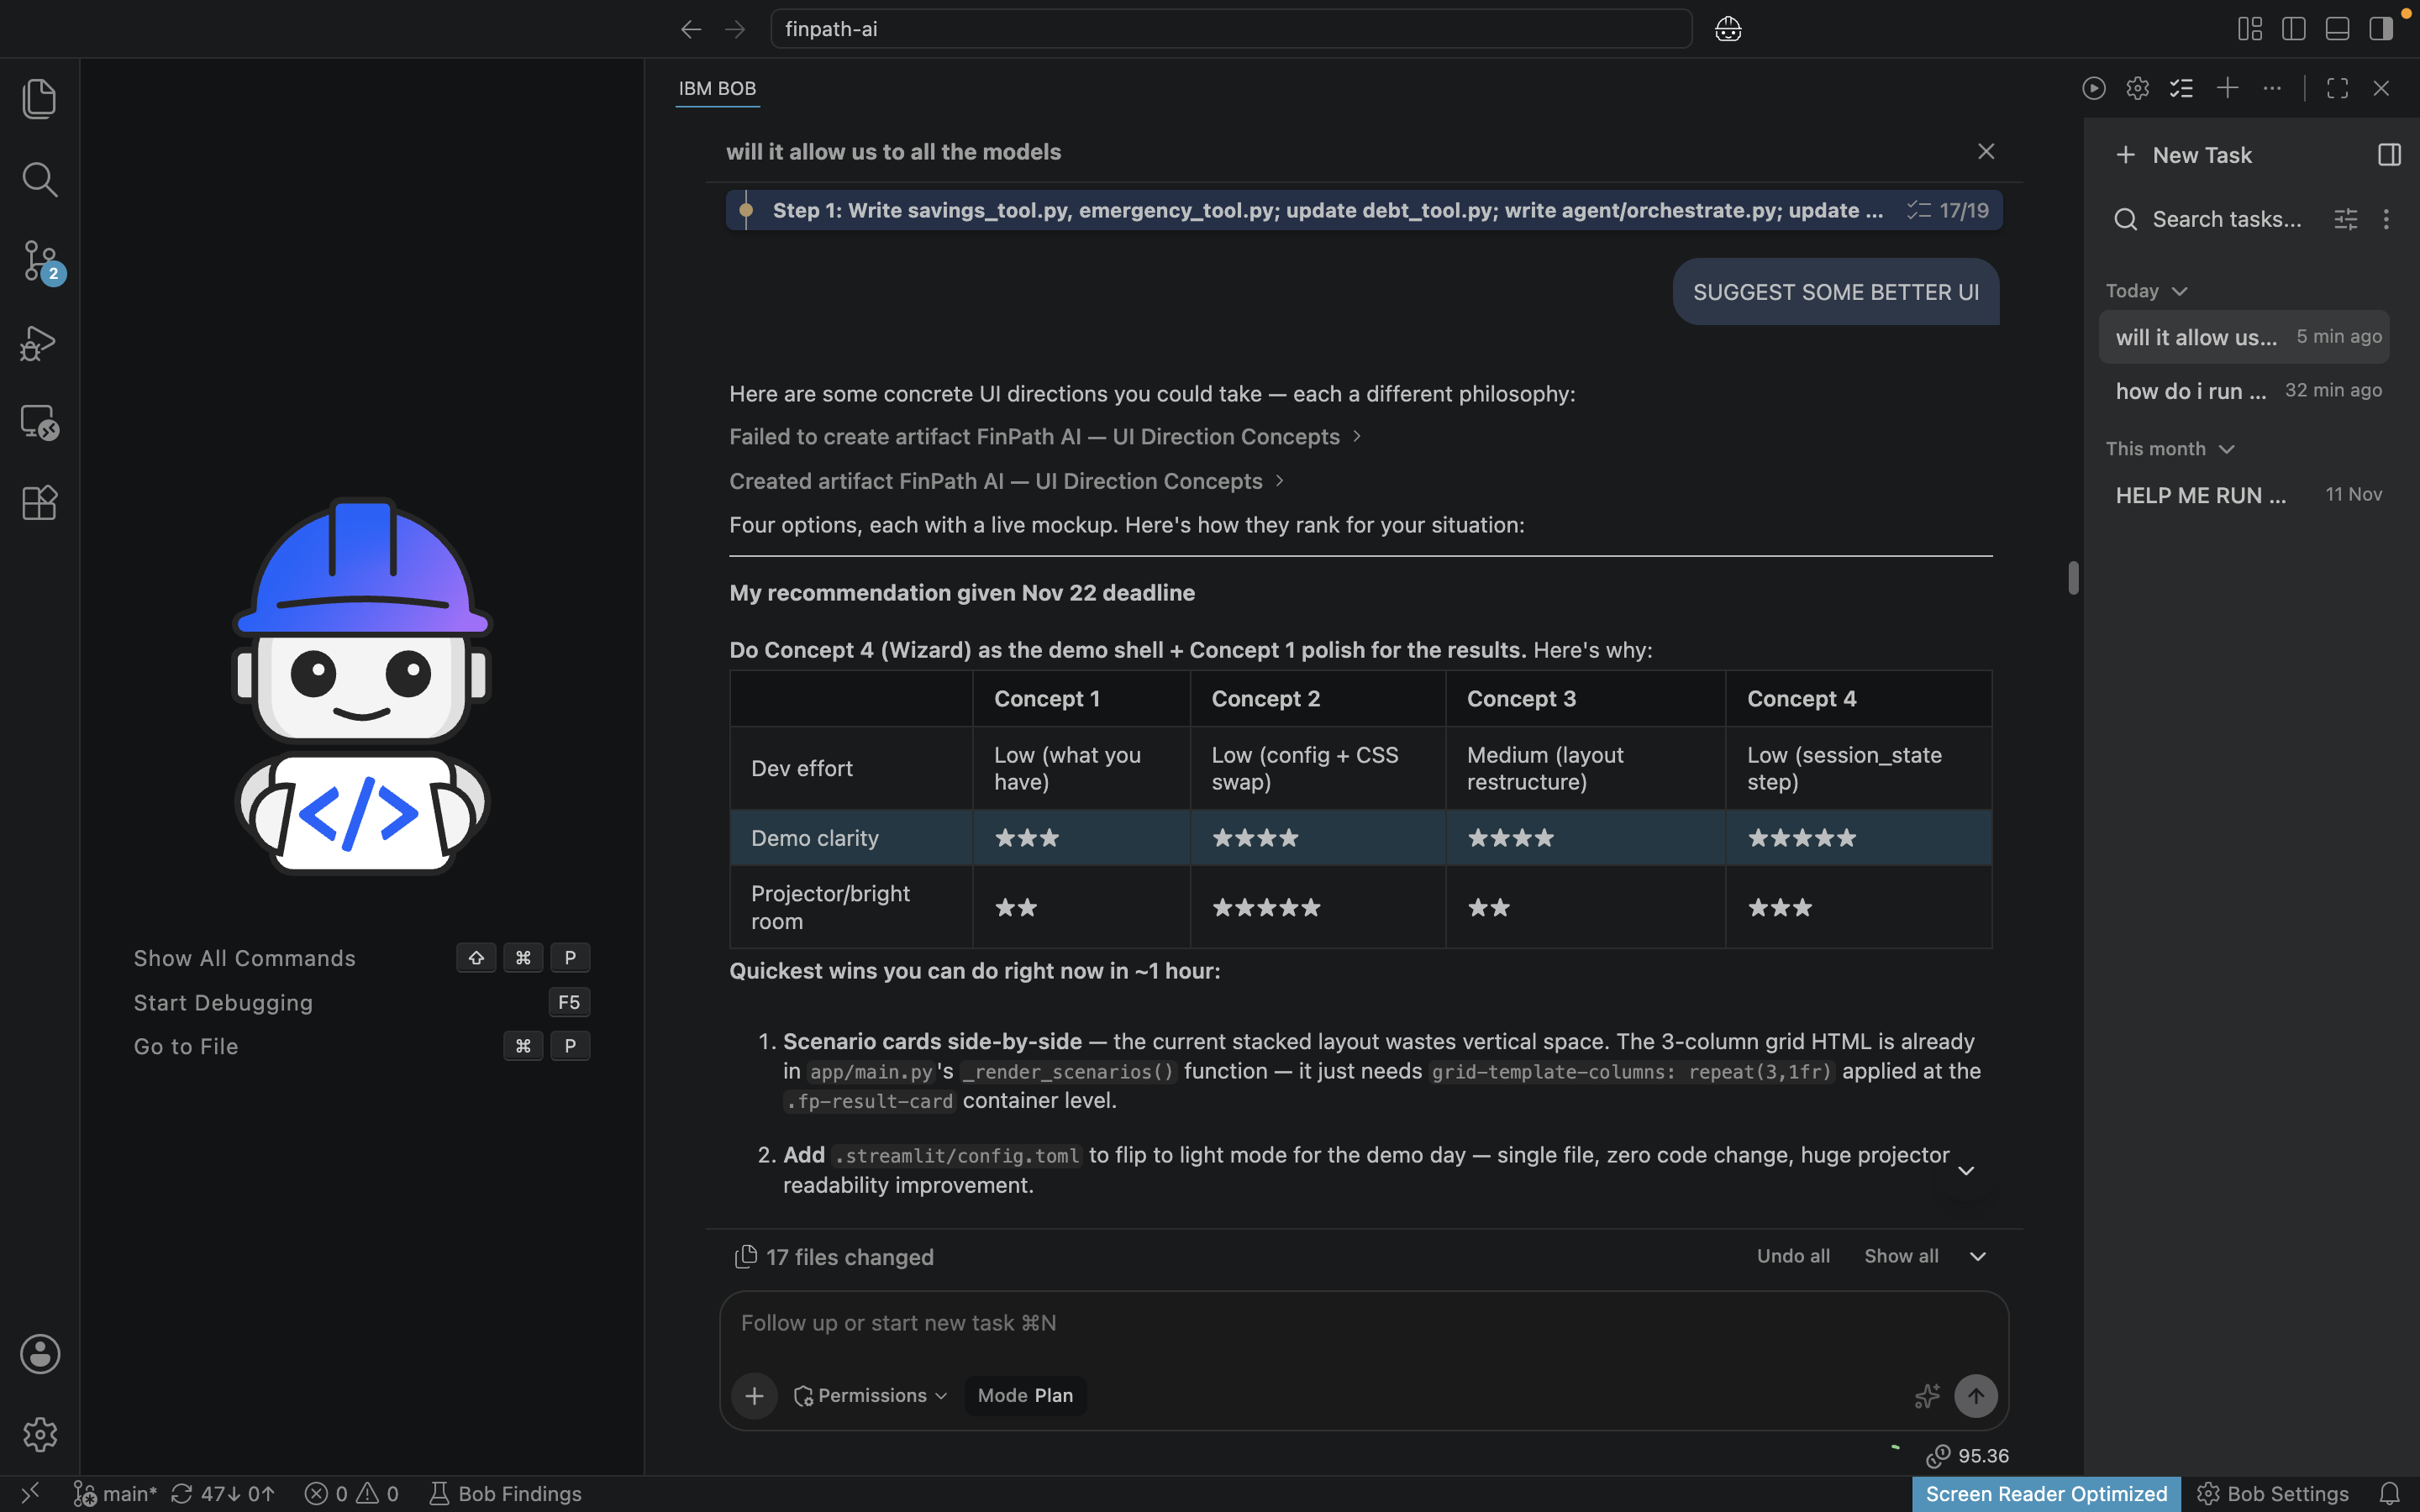 finpath-ai
IBM BOB
will it allow us to all the models
Step 1: Write savings_tool.py, emergency_tool.py; update debt_tool.py; write agent/orchestrate.py; update ...
17/19
SUGGEST SOME BETTER UI
Here are some concrete UI directions you could take — each a different philosophy:
Failed to create artifact FinPath AI — UI Direction Concepts
Created artifact FinPath AI — UI Direction Concepts
Four options, each with a live mockup. Here's how they rank for your situation:
My recommendation given Nov 22 deadline
Do Concept 4 (Wizard) as the demo shell + Concept 1 polish for the results. Here's why:
Concept 1 Concept 2 Concept 3 Concept 4
Dev effort
Low (what you have)
Low (config + CSS swap)
Medium (layout restructure)
Low (session_state step)
Demo clarity ★★★ ★★★★ ★★★★ ★★★★★
Projector/bright room ★★ ★★★★★ ★★ ★★★
Quickest wins you can do right now in ~1 hour:
1. Scenario cards side-by-side — the current stacked layout wastes vertical space. The 3-column grid HTML is already
in app/main.py's _render_scenarios() function — it just needs grid-template-columns: repeat(3,1fr) applied at the
.fp-result-card container level.
2. Add .streamlit/config.toml to flip to light mode for the demo day — single file, zero code change, huge projector
readability improvement.
17 files changed
Undo all
Show all
Follow up or start new task ⌘N
Permissions
Mode Plan
95.36
New Task
Search tasks...
Today
will it allow us... 5 min ago
how do i run ... 32 min ago
This month
HELP ME RUN ... 11 Nov
2
</>
Show All Commands ⇧ ⌘ P
Start Debugging F5
Go to File ⌘ P
main* 47↓ 0↑ 0 0 Bob Findings
Screen Reader Optimized
Bob Settings